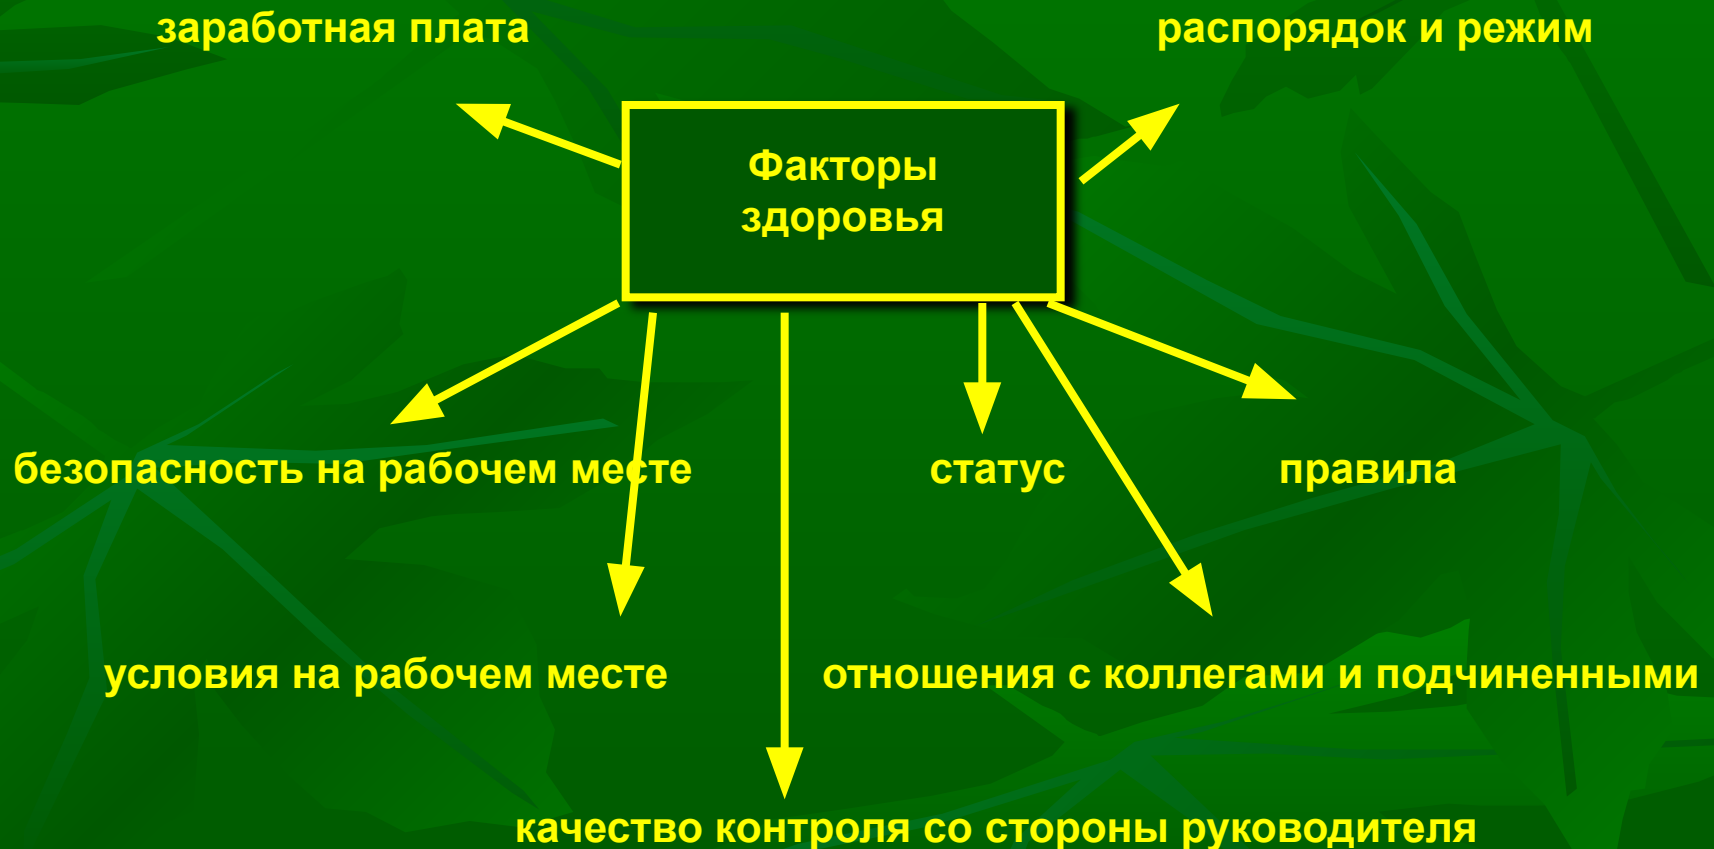 заработная плата
распорядок и режим
Факторы
здоровья
безопасность на рабочем месте
статус
правила
условия на рабочем месте
отношения с коллегами и подчиненными
качество контроля со стороны руководителя